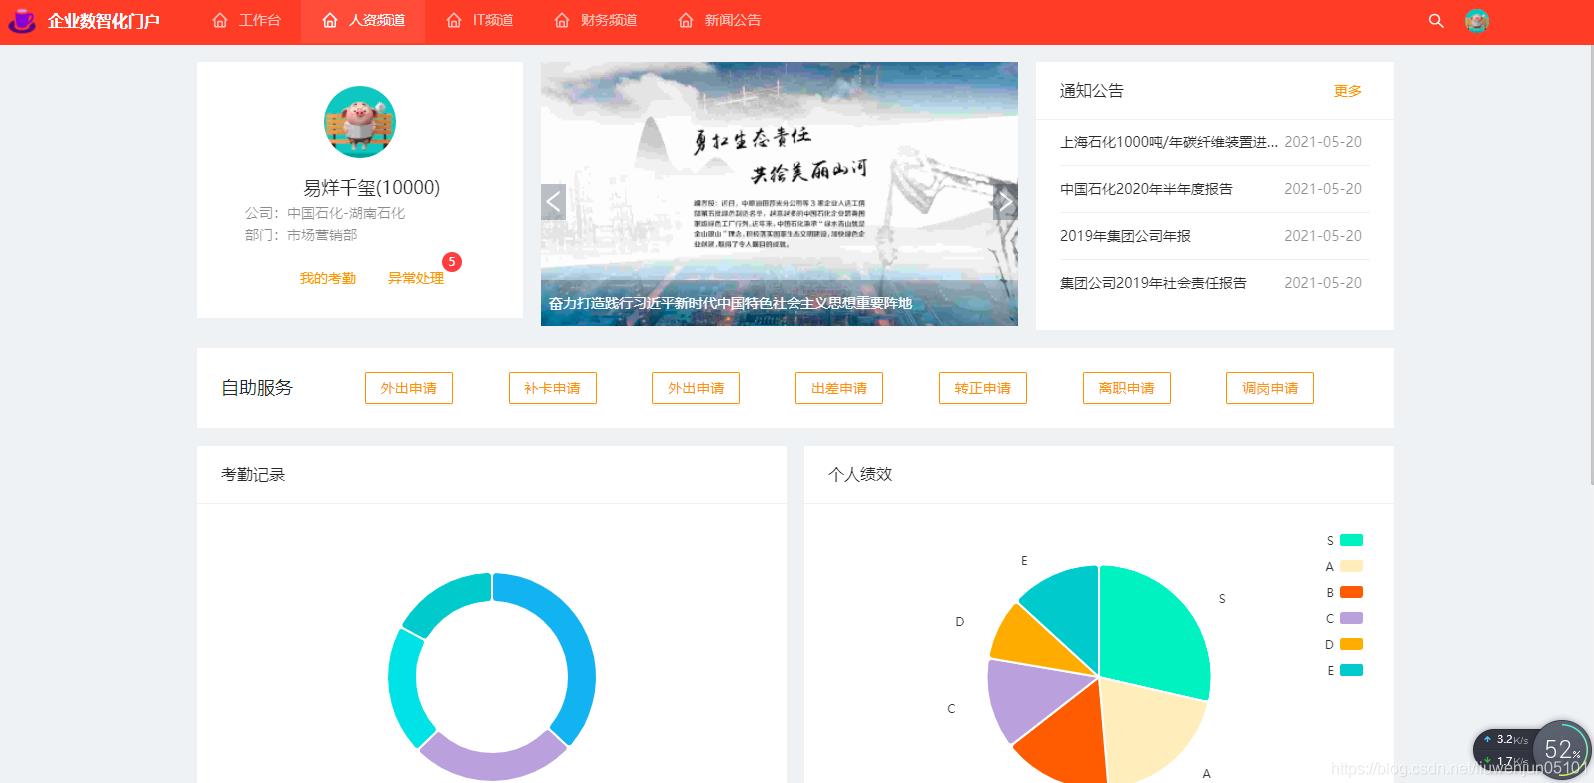 企业数智化门户
工作台
人资频道
IT频道
财务频道
新闻公告
易烊千玺(10000)
公司：中国石化-湖南石化
部门：市场营销部
我的考勤
异常处理
5
勇扛生态责任
共绘美丽山河
奋力打造践行习近平新时代中国特色社会主义思想重要阵地
通知公告
更多
上海石化1000吨/年碳纤维装置进... 2021-05-20
中国石化2020年半年度报告 2021-05-20
2019年集团公司年报 2021-05-20
集团公司2019年社会责任报告 2021-05-20
自助服务
外出申请
补卡申请
外出申请
出差申请
转正申请
离职申请
调岗申请
考勤记录
个人绩效
E
S
D
C
A
S
A
B
C
D
E
3.2K/s
1.7K/s
52%